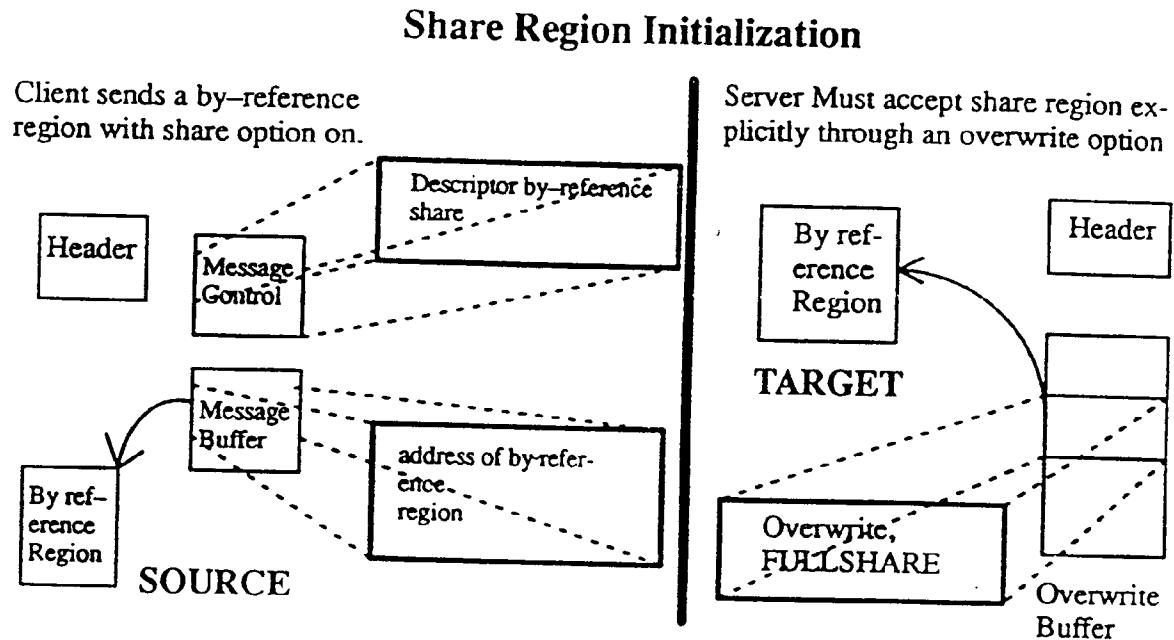 Share Region Initialization
Client sends a by–reference
region with share option on.
Header
Message
Control
Descriptor by–reference
share
Message
Buffer
address of by-refer-
ence
region
By ref-
erence
Region
SOURCE
Server Must accept share region ex-
plicitly through an overwrite option
By ref-
erence
Region
Header
TARGET
Overwrite,
FULLSHARE
Overwrite
Buffer